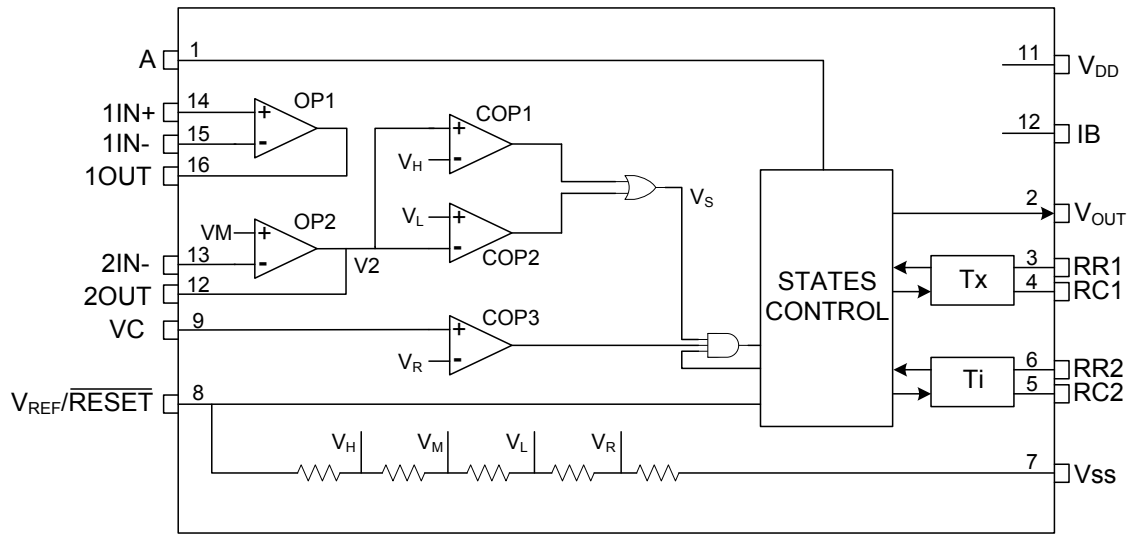 A
1
1IN+
14
1IN-
15
1OUT
16
+
-
OP1
VM
+
-
OP2
2IN-
13
2OUT
12
V2
VC
9
VREF/RESET
8
+
-
COP1
VH
VL
+
-
COP2
VS
+
-
COP3
VR
STATES
CONTROL
11
VDD
12
IB
2
VOUT
Tx
3
RR1
4
RC1
Ti
6
RR2
5
RC2
VH
VM
VL
VR
7
Vss